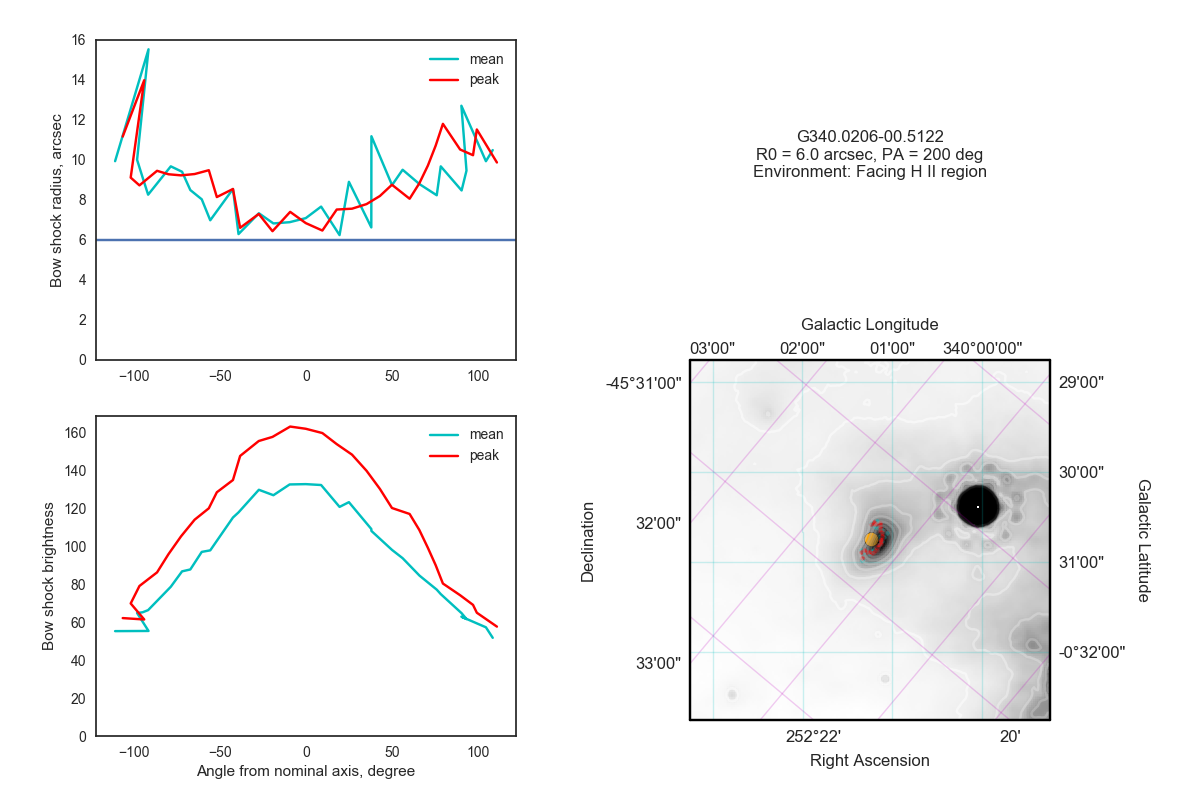 16
14
12
10
8
6
4
2
0
Bow shock radius, arcsec
mean
peak
−100
−50
0
50
100
160
140
120
100
80
60
40
20
0
Bow shock brightness
mean
peak
−100
−50
0
50
100
Angle from nominal axis, degree
G340.0206-00.5122
R0 = 6.0 arcsec, PA = 200 deg
Environment: Facing H II region
Galactic Longitude
03'00" 02'00" 01'00" 340°00'00"
-45°31'00"
32'00"
33'00"
Declination
29'00"
30'00"
31'00"
-0°32'00"
Galactic Latitude
252°22' 20'
Right Ascension